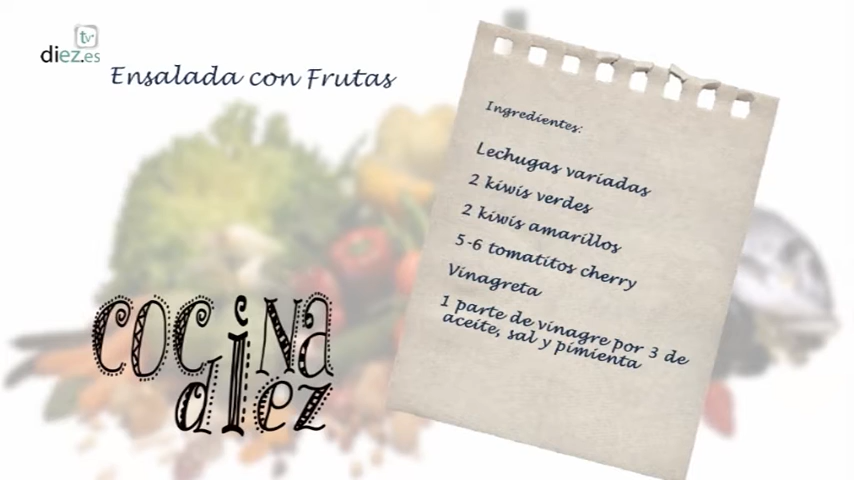 tv
diez.es
Ensalada con Frutas
Ingredientes:
Lechugas variadas
2 kiwis verdes
2 kiwis amarillos
5-6 tomatitos cherry
Vinagreta
1 parte de vinagre por 3 de
aceite, sal y pimienta
COCiNa
diez